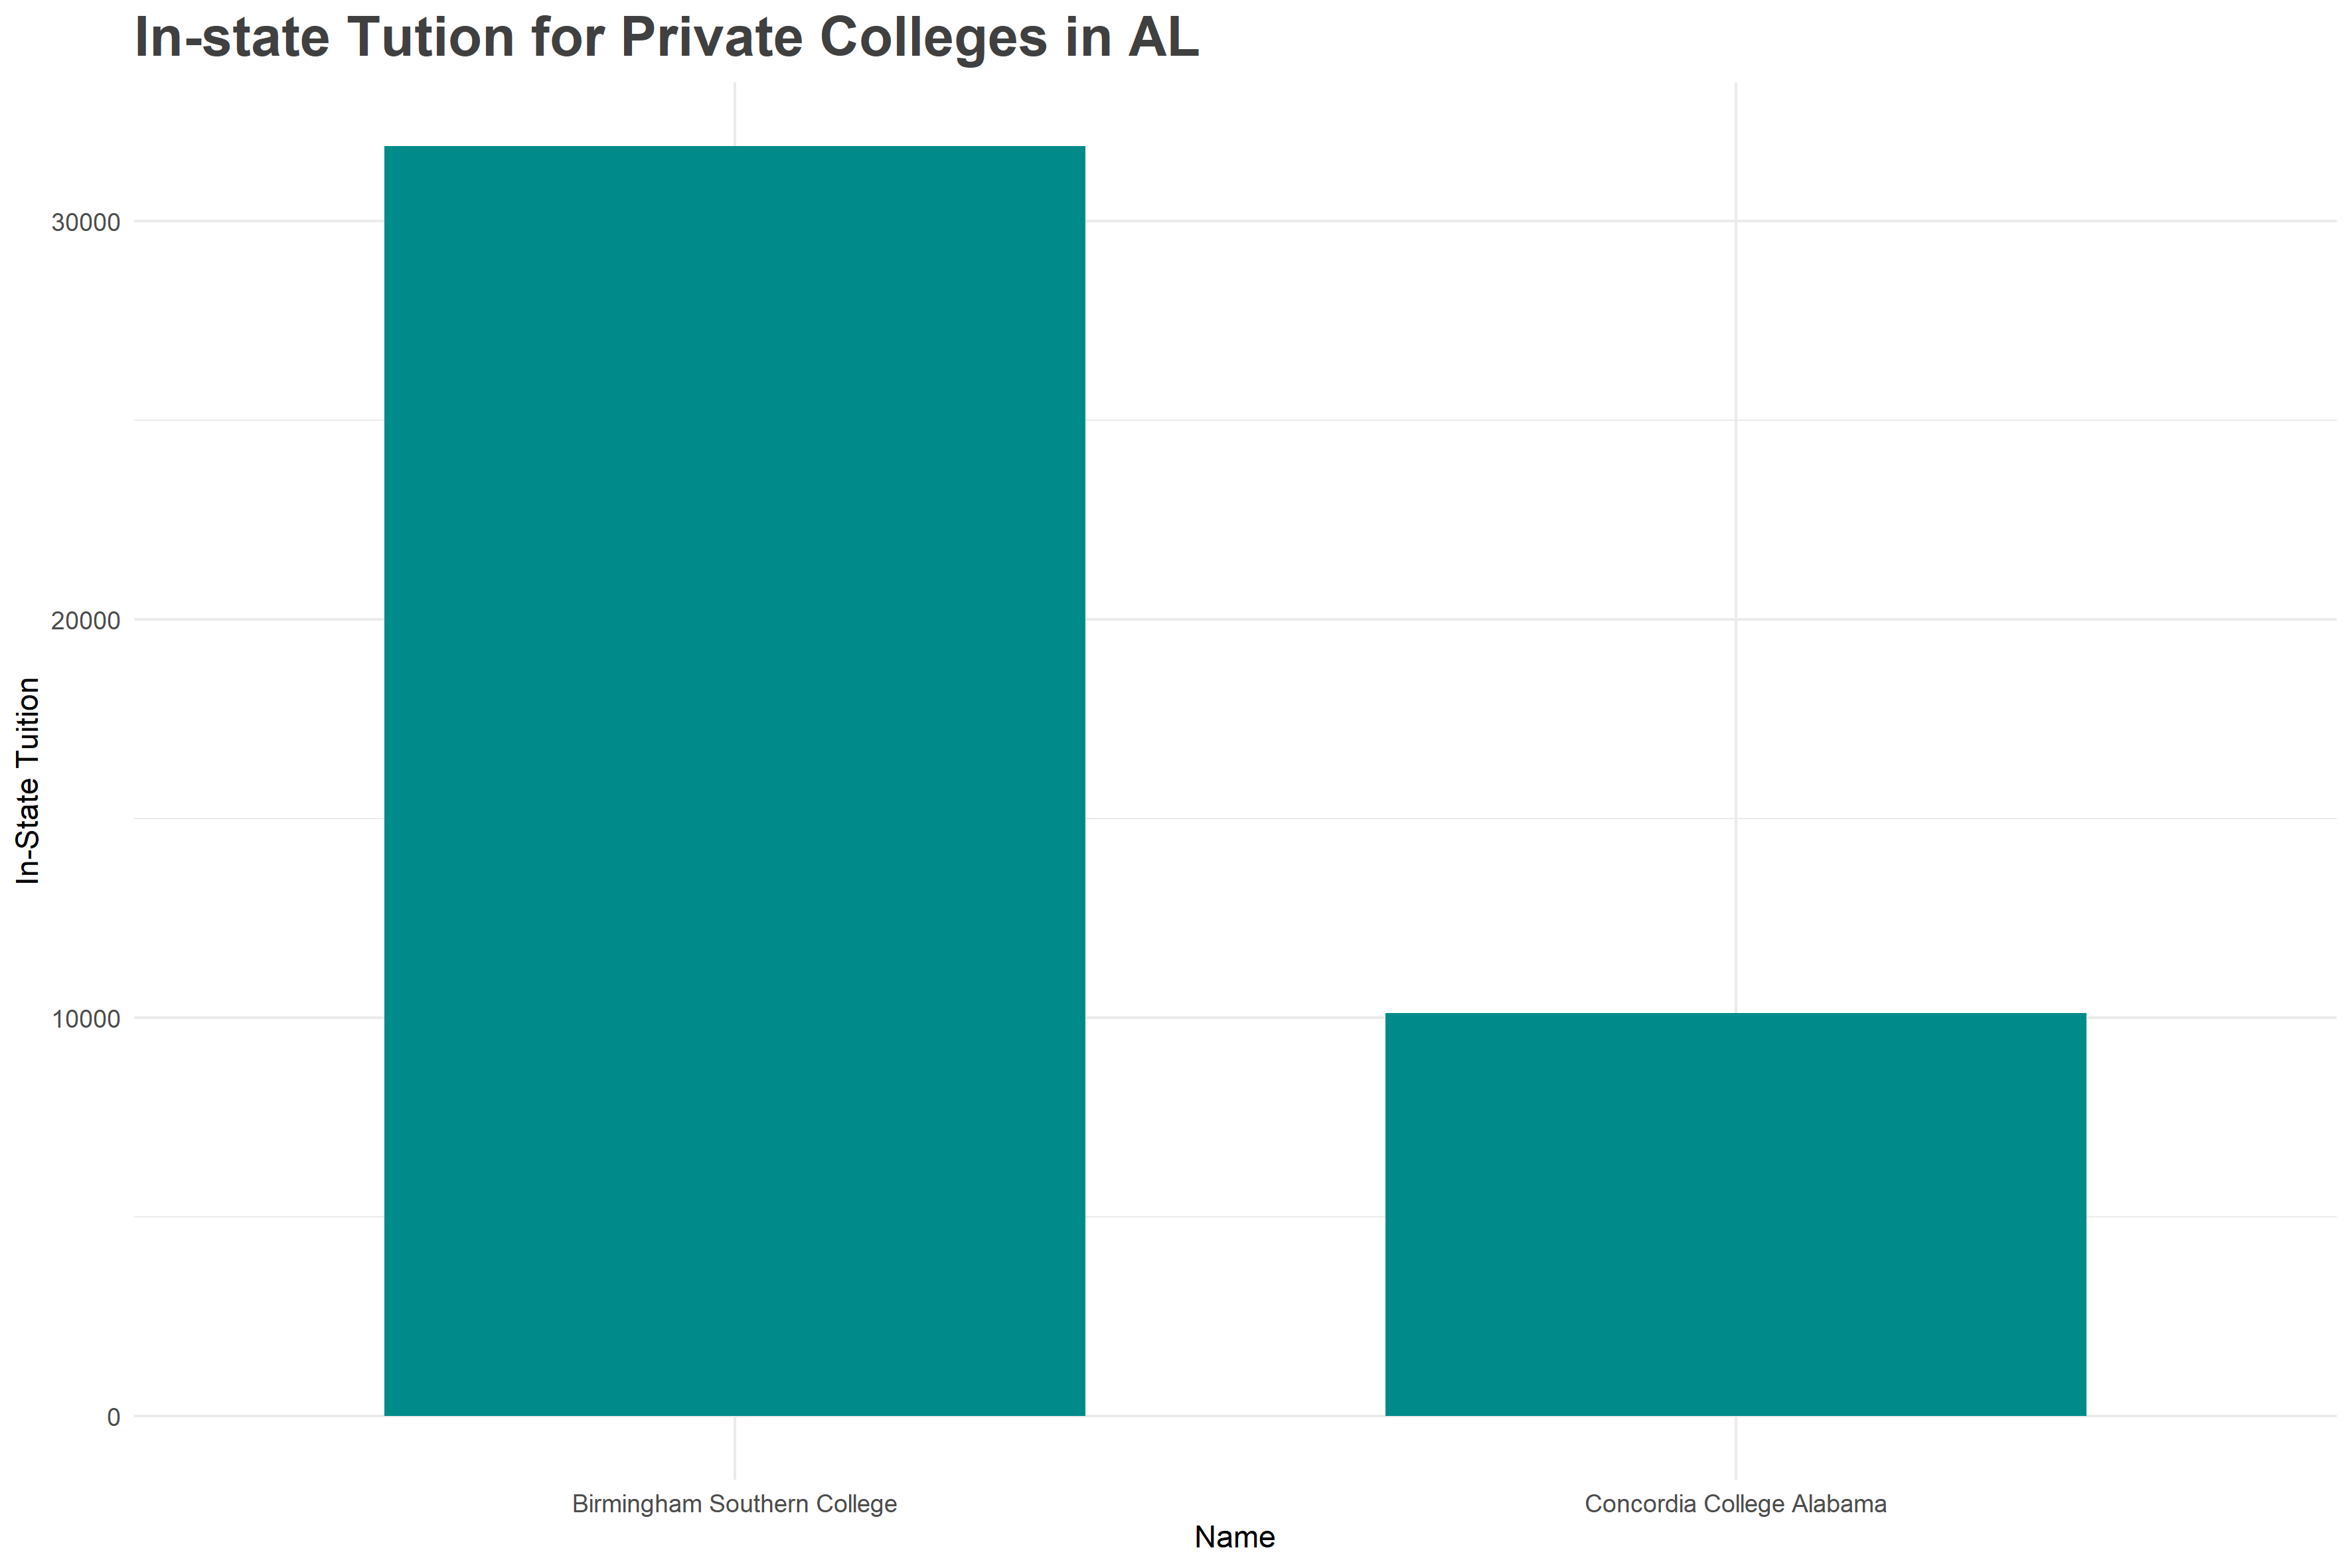 In-state Tution for Private Colleges in AL
30000
20000
10000
0
In-State Tuition
Birmingham Southern College
Concordia College Alabama
Name